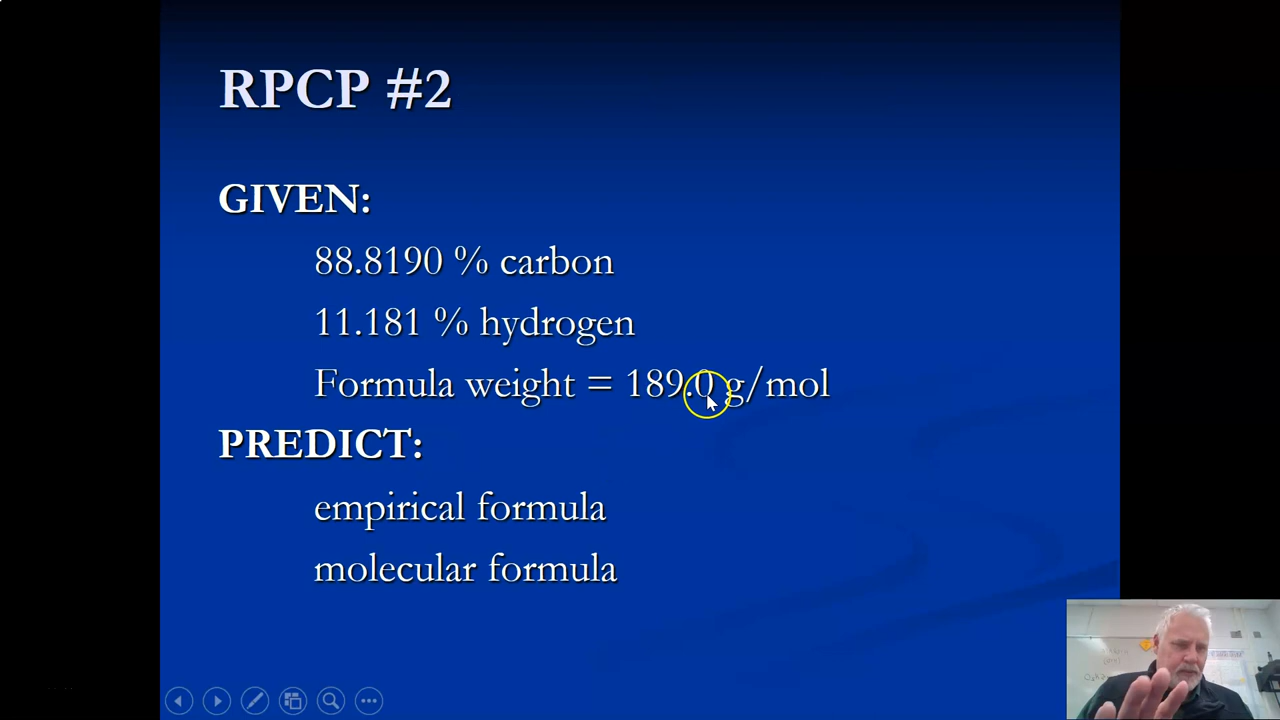 RPCP #2
GIVEN:
88.8190 % carbon
11.181 % hydrogen
Formula weight = 189.0 g/mol
PREDICT:
empirical formula
molecular formula